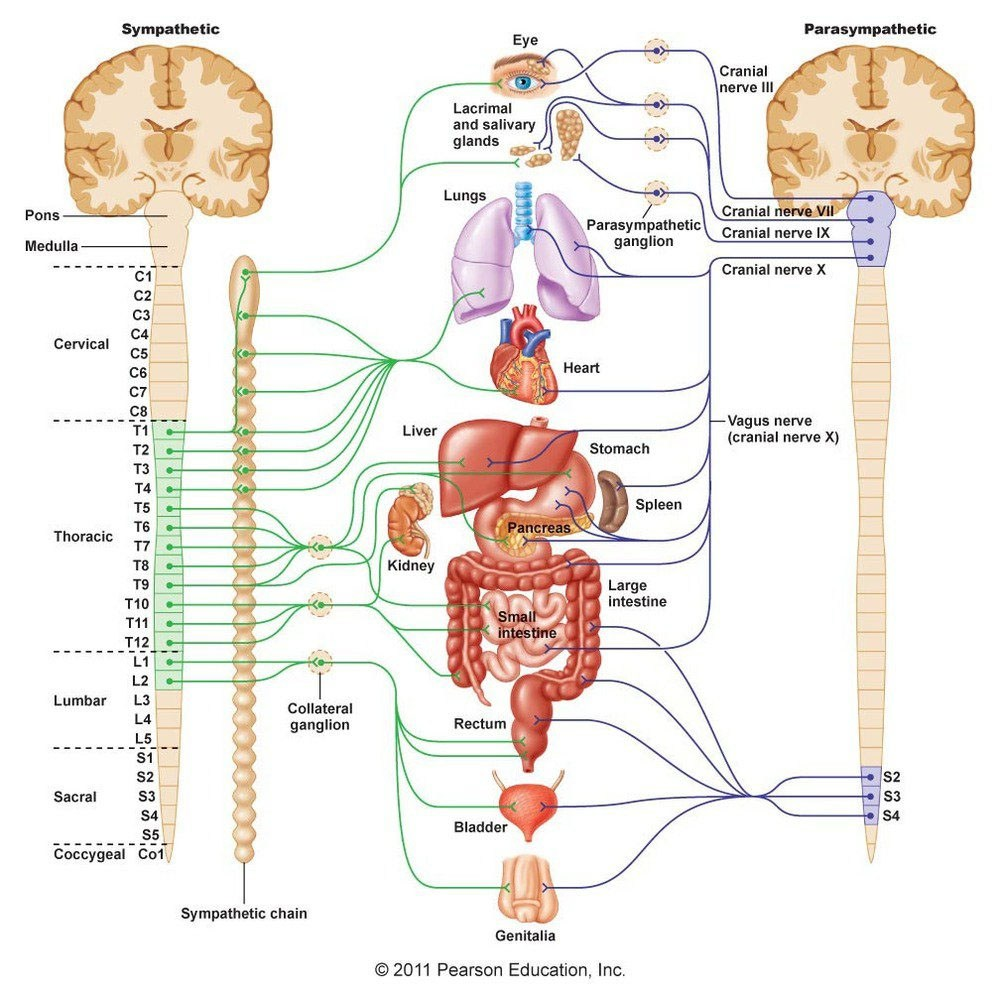 Sympathetic
Parasympathetic
Eye
Cranial
nerve III
Lacrimal
and salivary
glands
Lungs
Parasympathetic
ganglion
Cranial nerve VII
Cranial nerve IX
Cranial nerve X
Pons
Medulla
C1
C2
C3
C4
Cervical
C5
C6
C7
C8
Heart
T1
T2
T3
T4
T5
T6
Thoracic
T7
T8
T9
T10
T11
T12
Liver
Stomach
Vagus nerve
(cranial nerve X)
Spleen
Pancreas
Kidney
Large
intestine
Small
intestine
L1
L2
Lumbar
L3
L4
L5
Collateral
ganglion
Rectum
S1
S2
Sacral
S3
S4
S5
Coccygeal Co1
S2
S3
S4
Bladder
Sympathetic chain
Genitalia
© 2011 Pearson Education, Inc.